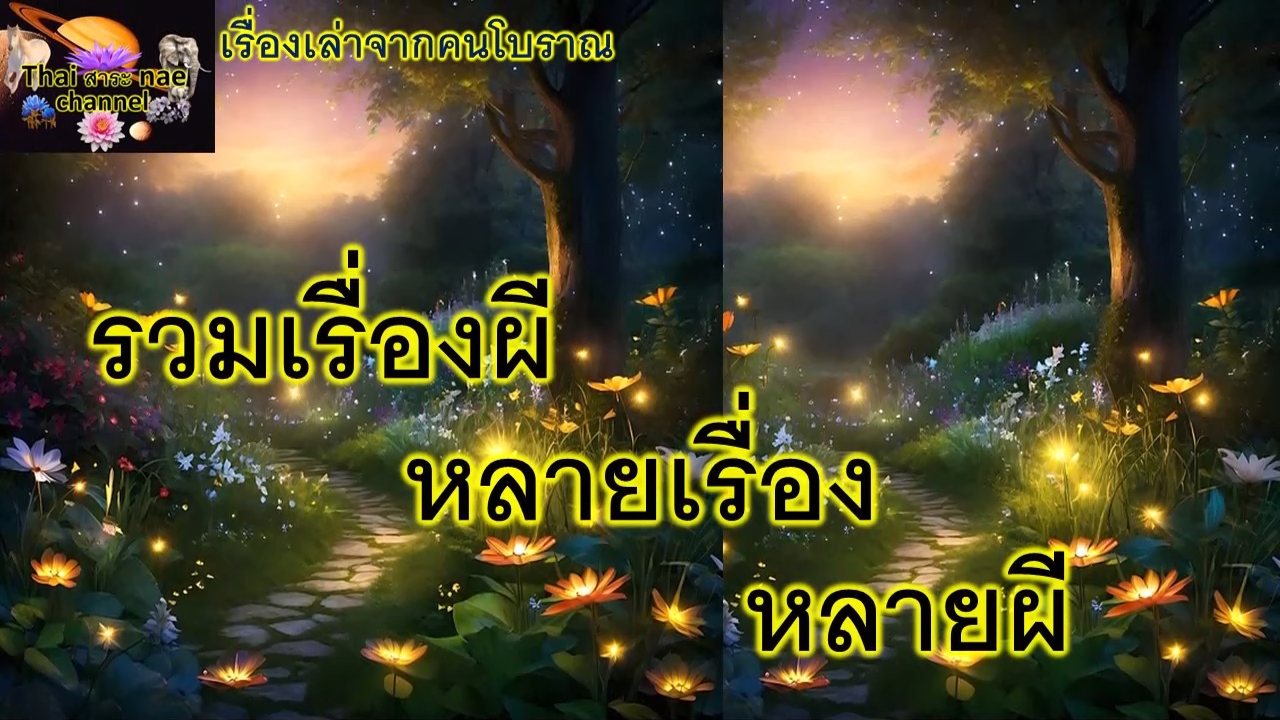 เรื่องเล่าจากคนโบราณ
Thai สาระ nae
channel
รวมเรื่องผี
หลายเรื่อง
หลายผี